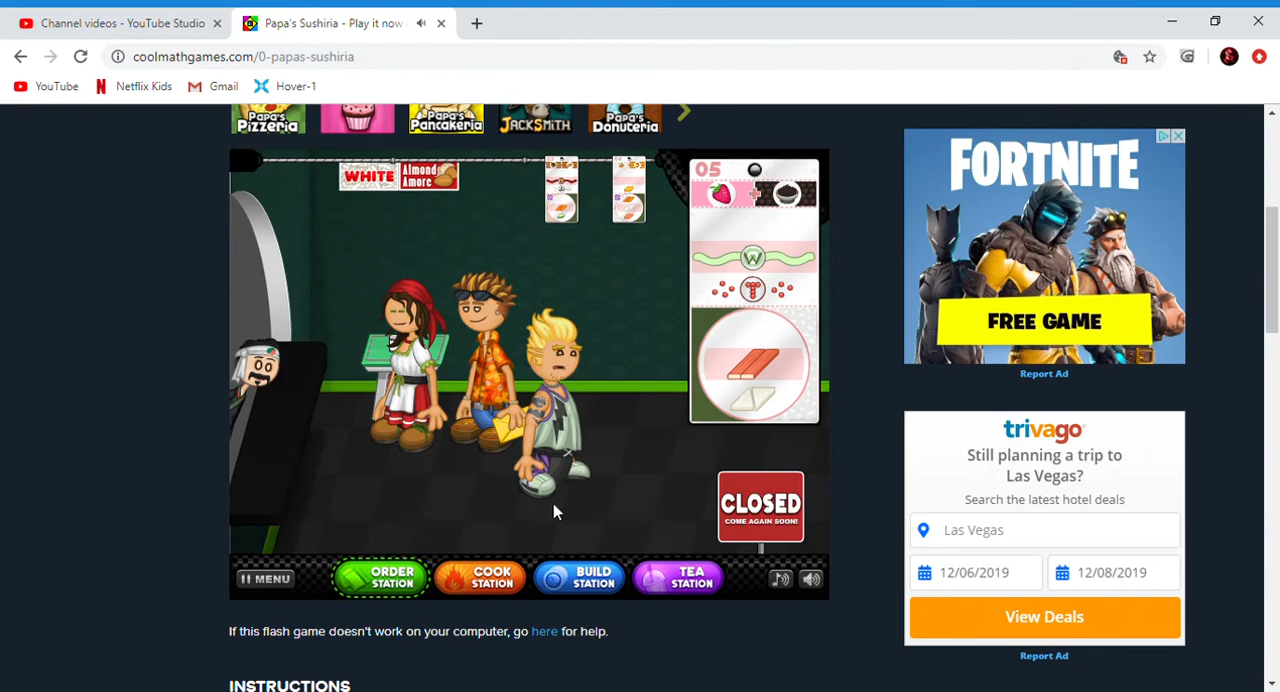 Channel videos - YouTube Studio
Papa's Sushiria - Play it now
coolmathgames.com/0-papas-sushiria
YouTube
Netflix Kids
Gmail
Hover-1
Papa's Pizzeria
Papa's Pancakeria
JACKSMITH
Papa's Donuteria
WHITE
Almond Amore
05
W
T
CLOSED
COME AGAIN SOON!
MENU
ORDER STATION
COOK STATION
BUILD STATION
TEA STATION
If this flash game doesn't work on your computer, go here for help.
INSTRUCTIONS
FORTNITE
FREE GAME
Report Ad
trivago
Still planning a trip to
Las Vegas?
Search the latest hotel deals
Las Vegas
12/06/2019
12/08/2019
View Deals
Report Ad